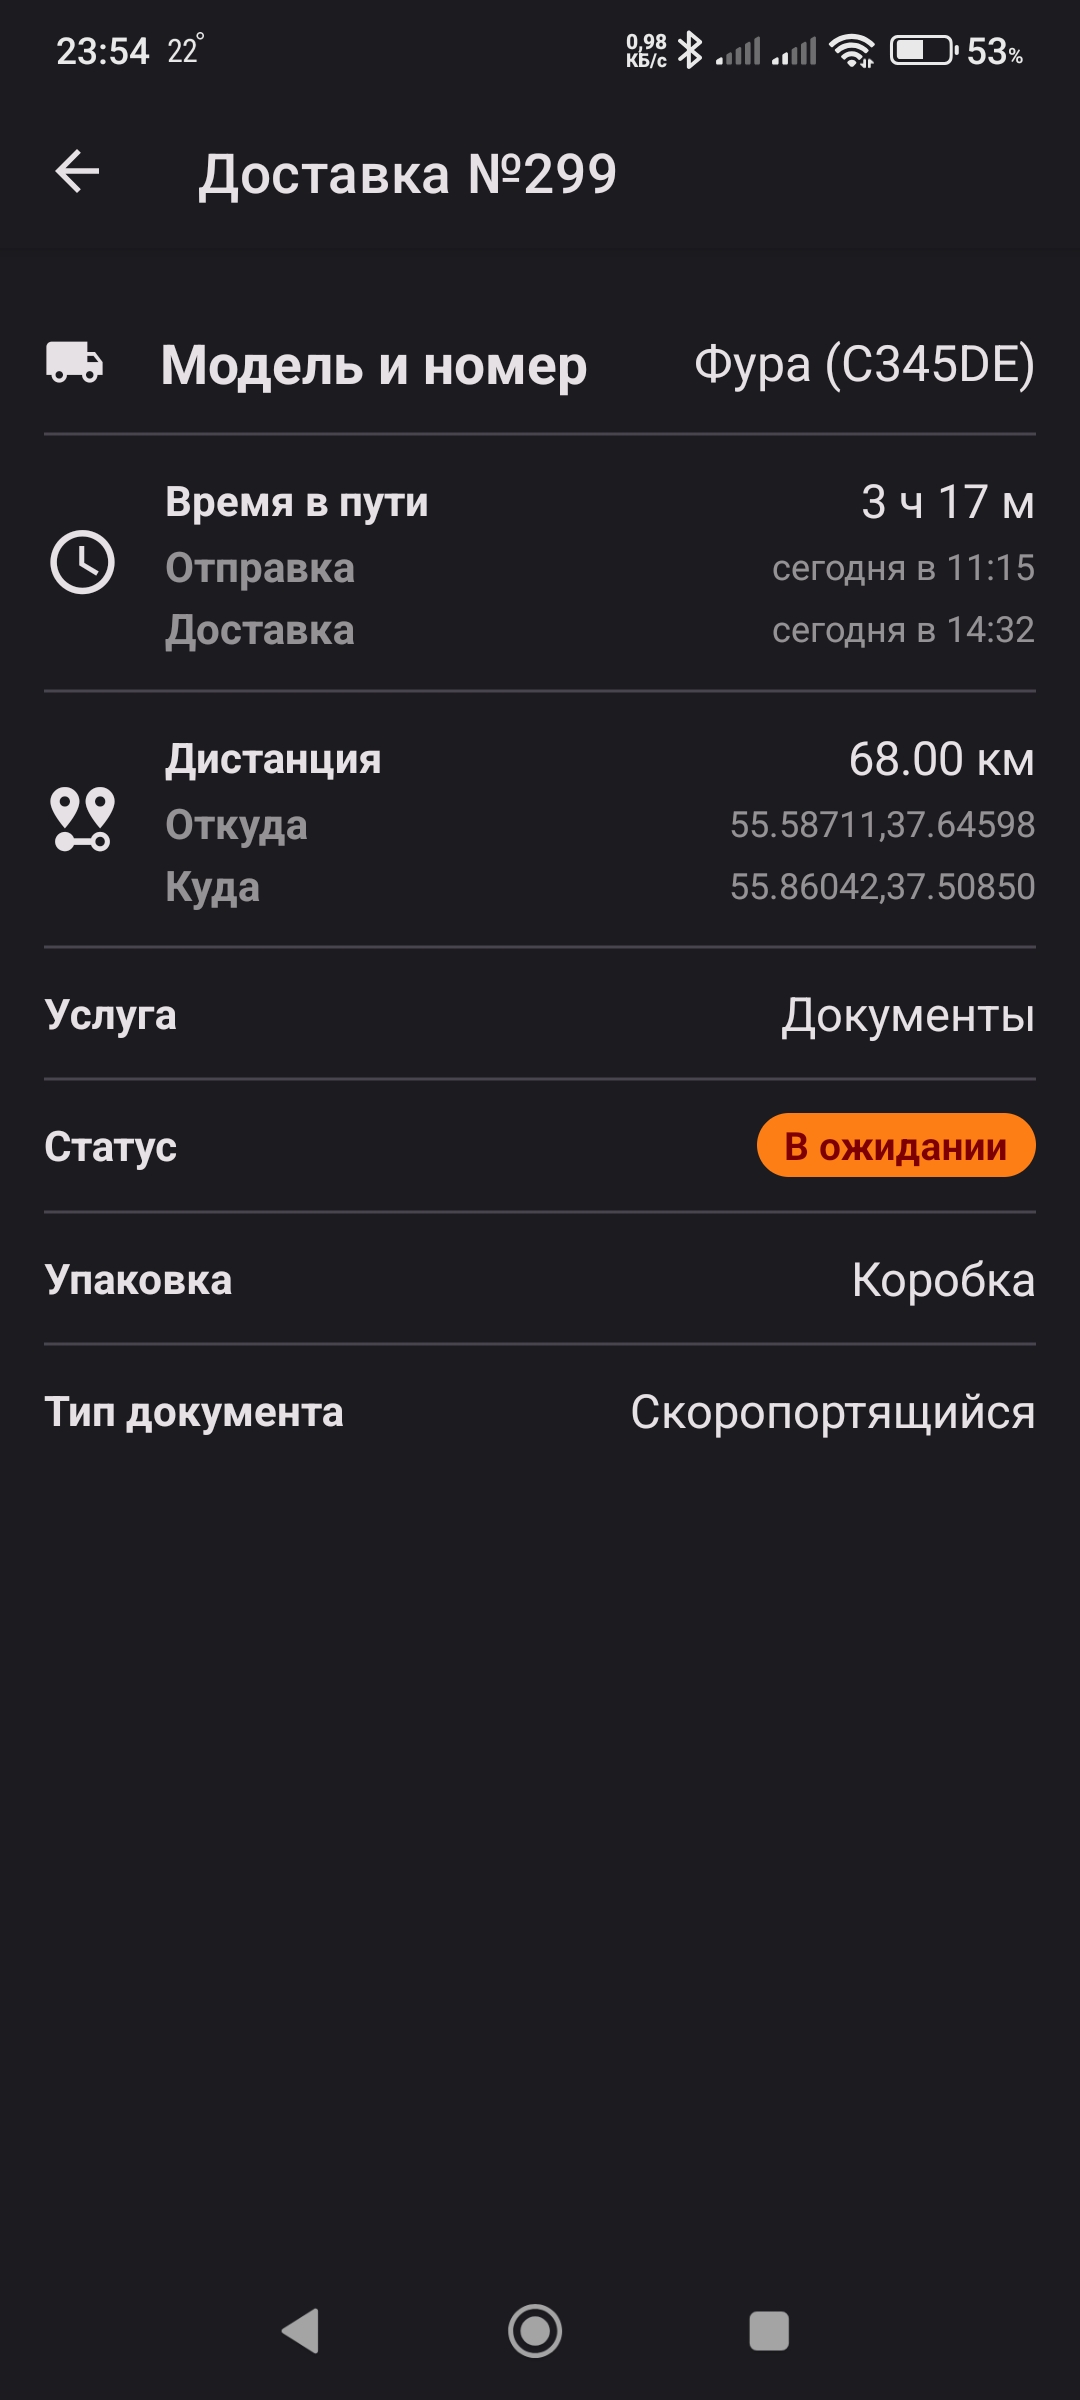 23:54 22° 0,98 КБ/с 53%
Доставка №299
Модель и номер Фура (C345DE)
Время в пути 3 ч 17 м
Отправка сегодня в 11:15
Доставка сегодня в 14:32
Дистанция 68.00 км
Откуда 55.58711,37.64598
Куда 55.86042,37.50850
Услуга Документы
Статус В ожидании
Упаковка Коробка
Тип документа Скоропортящийся